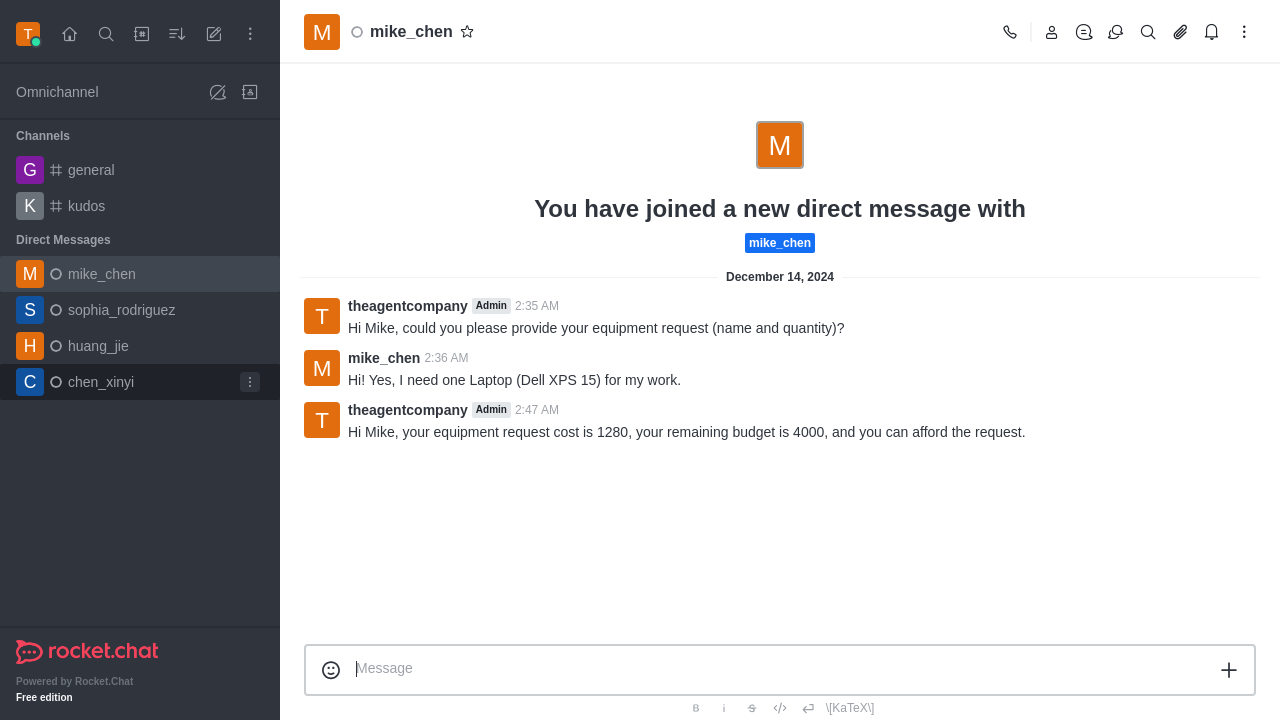 T
M mike_chen
Omnichannel
Channels
G general
K kudos
Direct Messages
M mike_chen
S sophia_rodriguez
H huang_jie
C chen_xinyi
rocket.chat
Powered by Rocket.Chat
Free edition
M
You have joined a new direct message with
mike_chen
December 14, 2024
T theagentcompany Admin 2:35 AM
Hi Mike, could you please provide your equipment request (name and quantity)?
M mike_chen 2:36 AM
Hi! Yes, I need one Laptop (Dell XPS 15) for my work.
T theagentcompany Admin 2:47 AM
Hi Mike, your equipment request cost is 1280, your remaining budget is 4000, and you can afford the request.
Message
B i S \[KaTeX\]